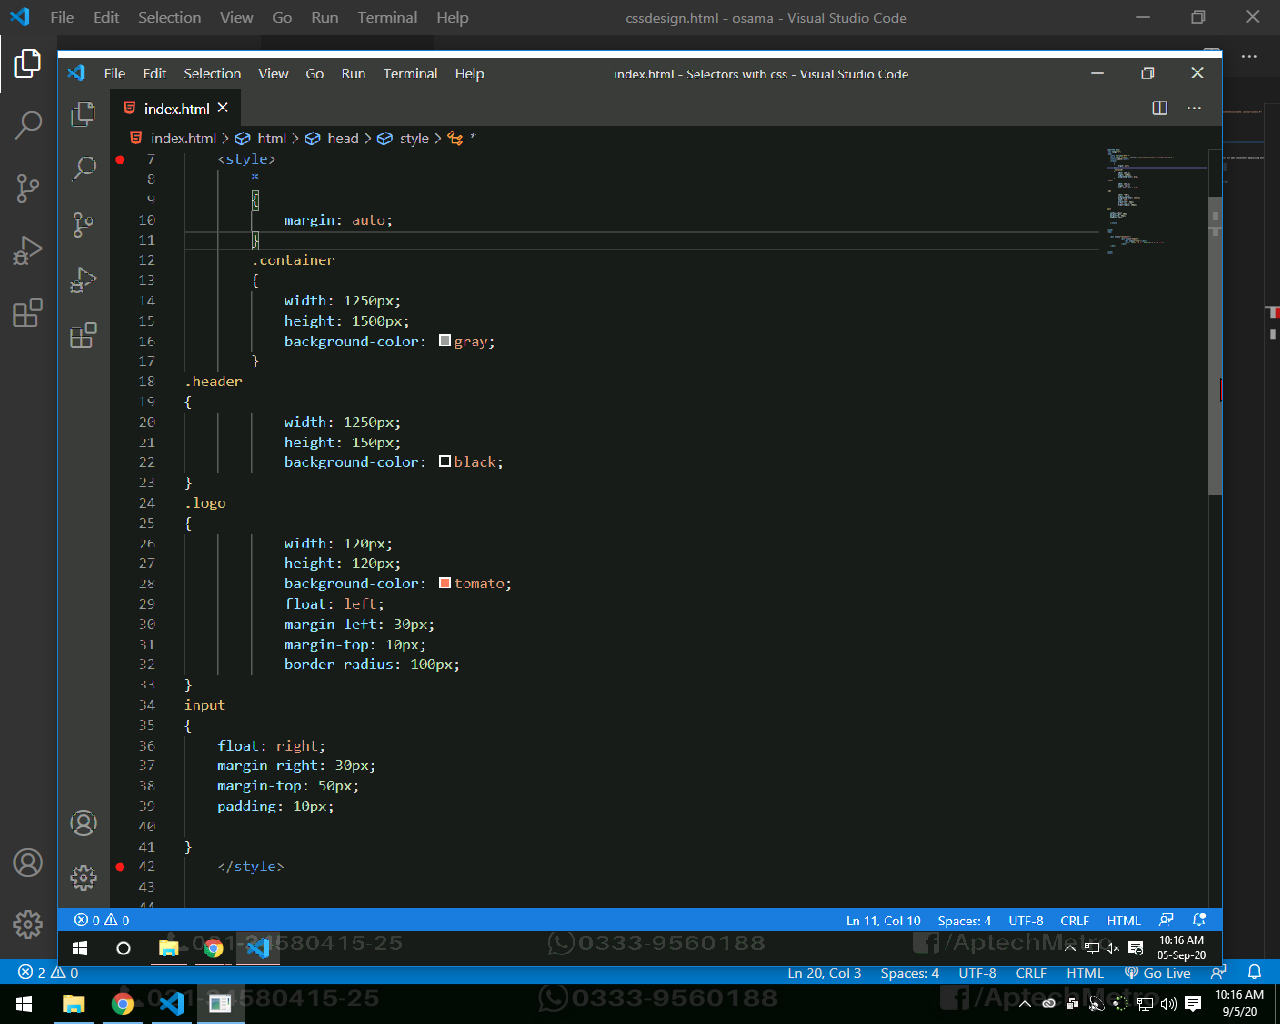 File Edit Selection View Go Run Terminal Help cssdesign.html - osama - Visual Studio Code
File Edit Selection View Go Run Terminal Help index.html - Selectors with css - Visual Studio Code
index.html
index.html > html > head > style > *
7 <style>
8 *
9 {
10 margin: auto;
11 }
12 .container
13 {
14 width: 1250px;
15 height: 1500px;
16 background-color: gray;
17 }
18 .header
19 {
20 width: 1250px;
21 height: 150px;
22 background-color: black;
23 }
24 .logo
25 {
26 width: 120px;
27 height: 120px;
28 background-color: tomato;
29 float: left;
30 margin-left: 30px;
31 margin-top: 10px;
32 border-radius: 100px;
33 }
34 input
35 {
36 float: right;
37 margin-right: 30px;
38 margin-top: 50px;
39 padding: 10px;
40
41 }
42 </style>
43
44
0 0 Ln 11, Col 10 Spaces: 4 UTF-8 CRLF HTML
021-34580415-25 0333-9560188 /AptechMetro 10:16 AM
05-Sep-20
2 0 Ln 20, Col 3 Spaces: 4 UTF-8 CRLF HTML Go Live
021-34580415-25 0333-9560188 /AptechMetro 10:16 AM
9/5/20